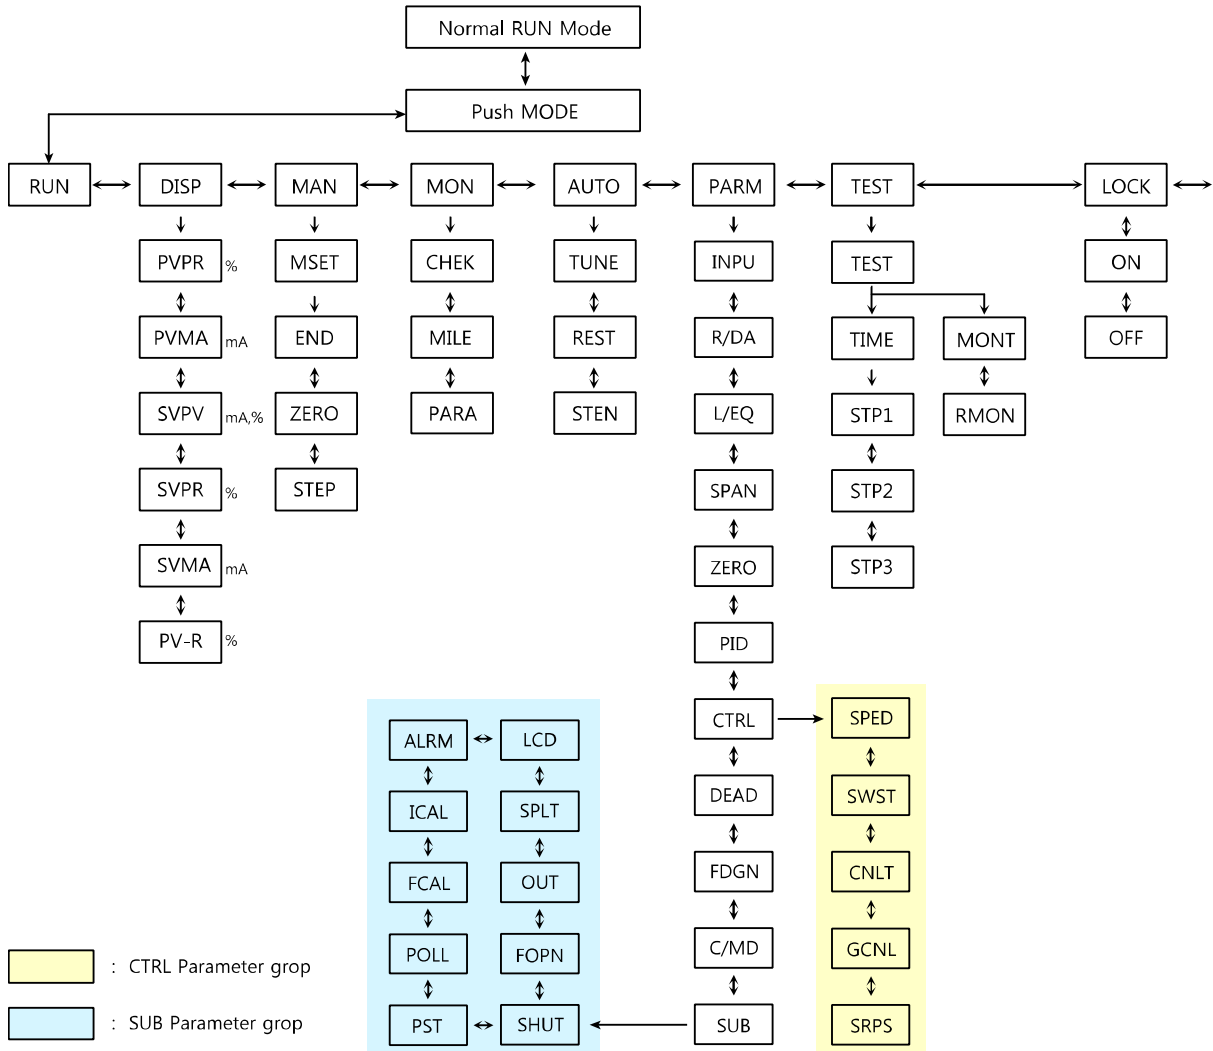 Normal RUN Mode
Push MODE
RUN DISP MAN MON AUTO PARM TEST LOCK
PVPR % MSET CHEK TUNE INPU TEST ON
PVMA mA END MILE REST R/DA TIME MONT OFF
SVPV mA,% ZERO PARA STEN L/EQ STP1 RMON
SVPR % STEP SPAN STP2
SVMA mA ZERO STP3
PV-R % PID
CTRL SPED
ALRM LCD
DEAD SWST
ICAL SPLT
FDGN CNLT
FCAL OUT
C/MD GCNL
POLL FOPN
: CTRL Parameter grop
SUB SRPS
PST SHUT
: SUB Parameter grop